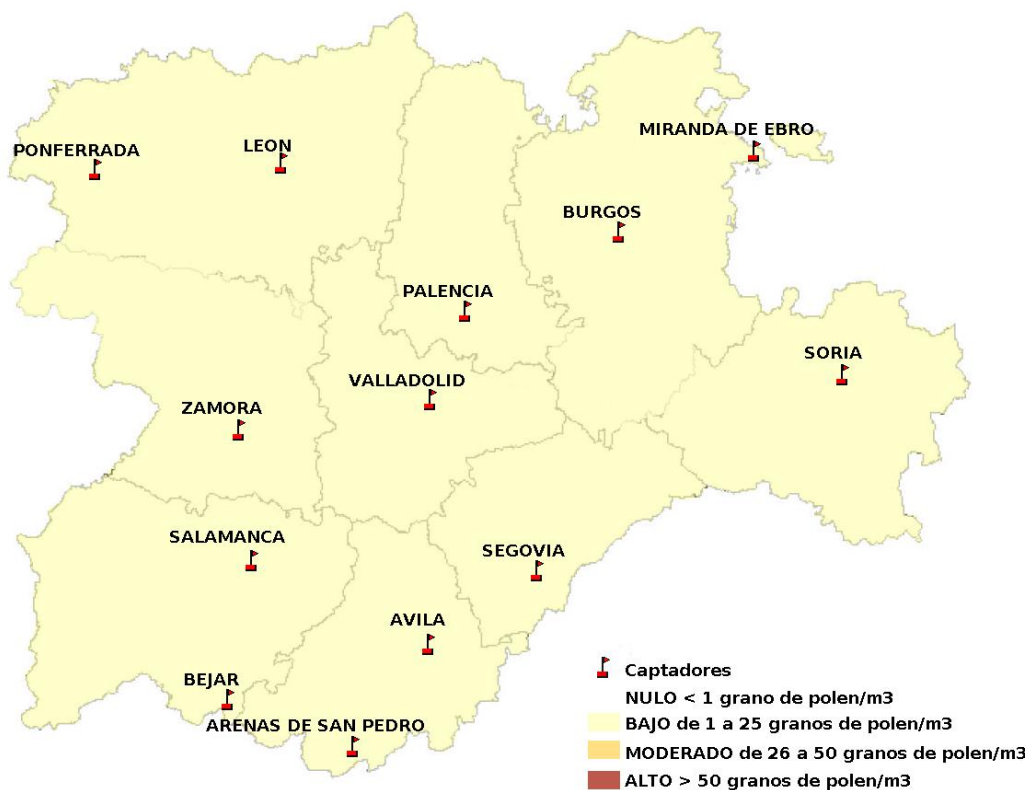 MIRANDA DE EBRO
PONFERRADA
LEON
BURGOS
PALENCIA
SORIA
VALLADOLID
ZAMORA
SALAMANCA
SEGOVIA
AVILA
BEJAR
ARENAS DE SAN PEDRO
Captadores
NULO < 1 grano de polen/m3
BAJO de 1 a 25 granos de polen/m3
MODERADO de 26 a 50 granos de polen/m3
ALTO > 50 granos de polen/m3